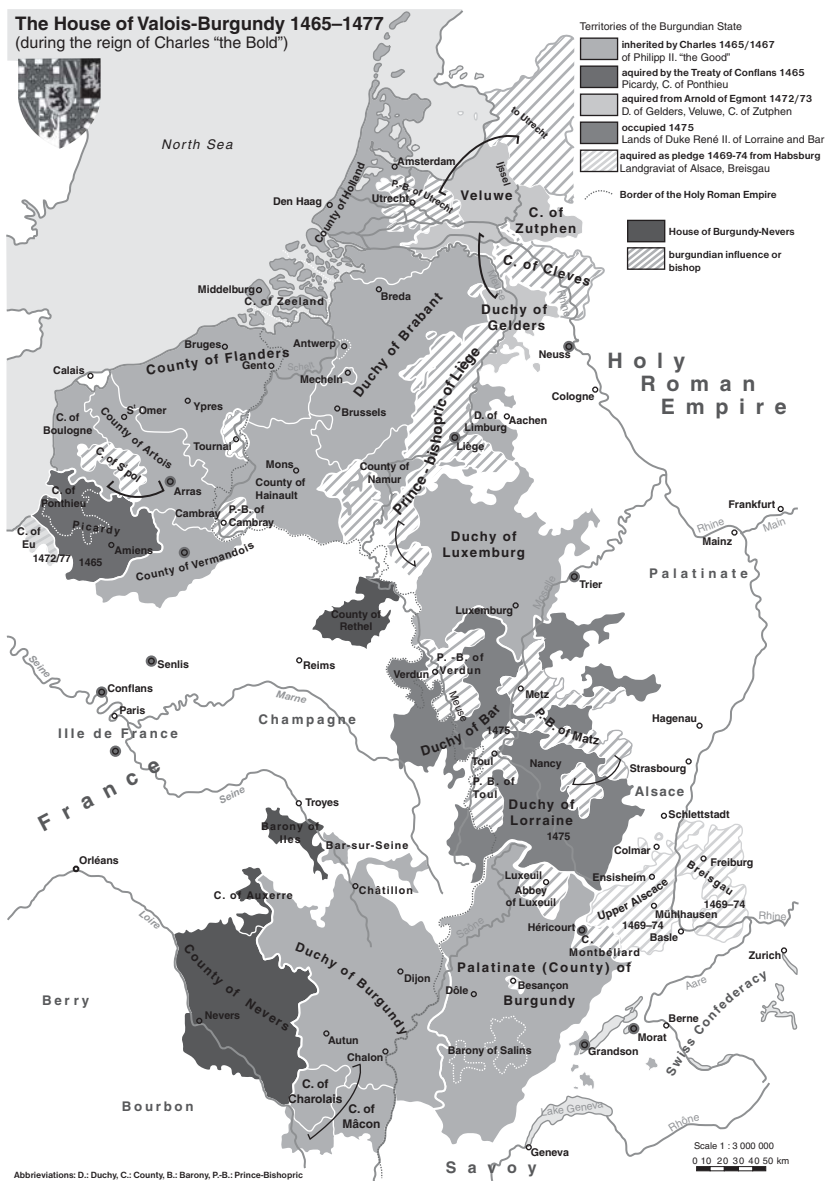 The House of Valois-Burgundy 1465–1477
(during the reign of Charles “the Bold”)
Territories of the Burgundian State
inherited by Charles 1465/1467
of Philipp II. “the Good”
aquired by the Treaty of Conflans 1465
Picardy, C. of Ponthieu
aquired from Arnold of Egmont 1472/73
D. of Gelders, Veluwe, C. of Zutphen
occupied 1475
Lands of Duke René II. of Lorraine and Bar
aquired as pledge 1469-74 from Habsburg
Landgraviat of Alsace, Breisgau
Border of the Holy Roman Empire
House of Burgundy-Nevers
burgundian influence or
bishop
North Sea
to Utrecht
Amsterdam
Ijssel
P.-B. of Utrecht
Utrecht
Veluwe
Den Haag
County of Holland
C. of
Zutphen
C. of Cleves
Rhine
Middelburg
C. of Zeeland
Breda
Duchy of
Gelders
Bruges
County of Flanders
Gent
Antwerp
Mechein
Duchy of Brabant
Neuss
Holy
Roman
Empire
Calais
Cologne
Ypres
S' Omer
Brussels
C. of
Boulogne
County of Artois
D. of
Limburg
Aachen
Tournal
Liège
Prince - bishopric of Liège
C. of S'pol
Mons
County of
Hainault
County of
Namur
Arras
C. of
Ponthieu
Cambray
P.-B. of
Cambray
Frankfurt
Rhine
Main
Mainz
Picardy
C. of
Eu
1472/77
1465
Amiens
County of Vermandois
Duchy of
Luxemburg
Palatinate
Trier
Moselle
Luxemburg
County of
Rethel
Seine
Senlis
Reims
P. -B. of
Verdun
Verdun
Conflans
Paris
Marne
Meuse
Metz
Ille de France
Champagne
Hagenau
Duchy of Bar
1475
P.-B. of Matz
Toul
Nancy
Strasbourg
France
P. B. of
Toul
Alsace
Seine
Troyes
Duchy of
Lorraine
1475
Schlettstadt
Barony of
Iles
Bar-sur-Seine
Colmar
Orléans
Freiburg
Breisgau
1469–74
Ensisheim
Luxeuil
Abbey
of Luxeuil
Châtillon
C. of Auxerre
Upper Alscace
1469–74
Mühlhausen
Rhine
Loire
Héricourt
C.
Montbéliard
Basle
Saône
Duchy of Burgundy
Zurich
County of Nevers
Palatinate (County) of
Burgundy
Dijon
Dôle
Besançon
Aare
Berry
Nevers
Berne
Morat
Swiss Confederacy
Autun
Chalon
Barony of Salins
Grandson
C. of
Charolais
Bourbon
C. of
Mâcon
Lake Geneva
Rhône
Geneva
Savoy
Scale 1 : 3 000 000
0 10 20 30 40 50 km
Abbrieviations: D.: Duchy, C.: County, B.: Barony, P.-B.: Prince-Bishopric